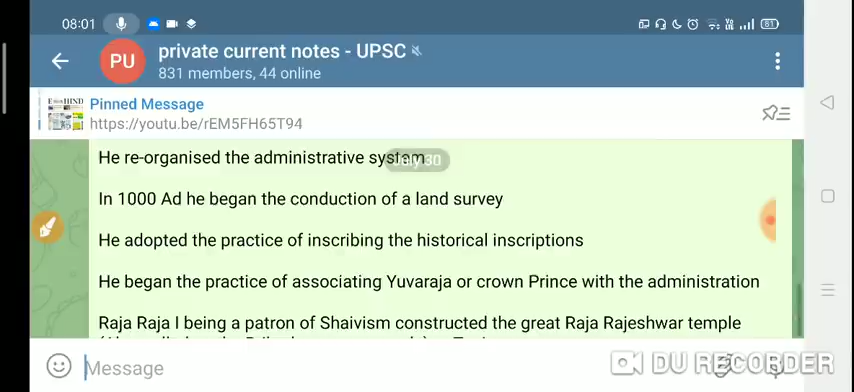 08:01
81
PU
private current notes - UPSC
831 members, 44 online
Pinned Message
https://youtu.be/rEM5FH65T94
He re-organised the administrative system
July 30
In 1000 Ad he began the conduction of a land survey
He adopted the practice of inscribing the historical inscriptions
He began the practice of associating Yuvaraja or crown Prince with the administration
Raja Raja I being a patron of Shaivism constructed the great Raja Rajeshwar temple
Message
DU RECORDER